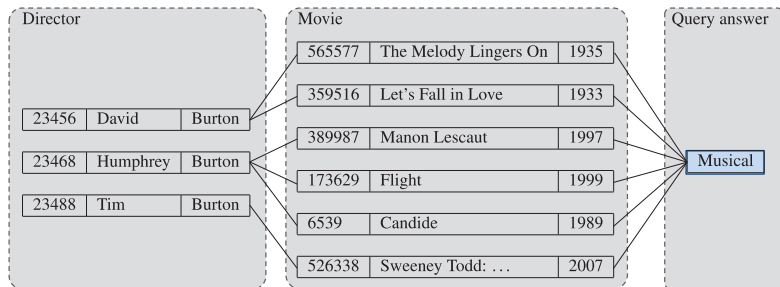 Director
Movie
Query answer
565577 The Melody Lingers On 1935
359516 Let's Fall in Love 1933
23456 David Burton
389987 Manon Lescaut 1997
23468 Humphrey Burton
Musical
173629 Flight 1999
23488 Tim Burton
6539 Candide 1989
526338 Sweeney Todd: ... 2007